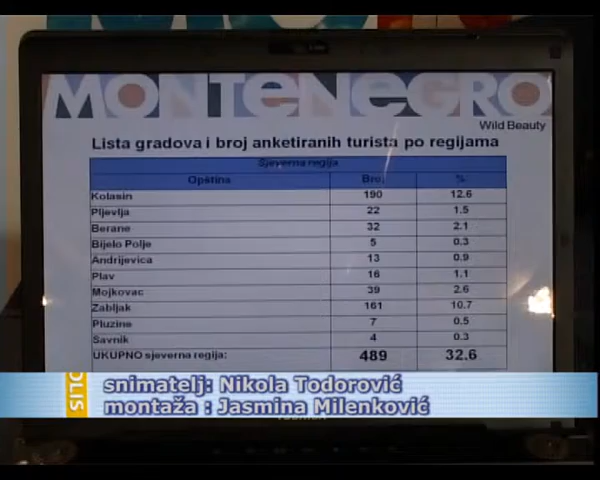 MONTENEGRO
Wild Beauty
Lista gradova i broj anketiranih turista po regijama
Sjeverna regija
Opština Broj %
Kolasin 190 12.6
Pljevlja 22 1.5
Berane 32 2.1
Bijelo Polje 5 0.3
Andrijevica 13 0.9
Plav 16 1.1
Mojkovac 39 2.6
Zabljak 161 10.7
Pluzine 7 0.5
Savnik 4 0.3
UKUPNO sjeverna regija: 489 32.6
OLIS
snimatelj: Nikola Todorović
montaža : Jasmina Milenković